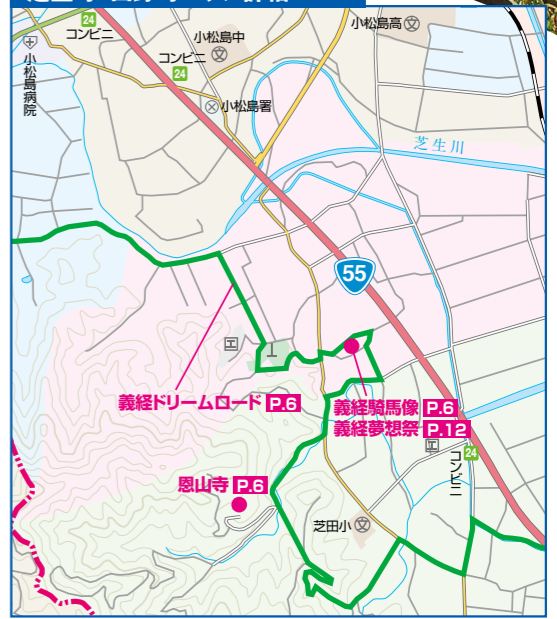 コンビニ
24
小松島病院
小松島中
コンビニ
24
小松島高
小松島署
芝生川
55
義経ドリームロード P.6
義経騎馬像 P.6
義経夢想祭 P.12
恩山寺 P.6
24
コンビニ
芝田小